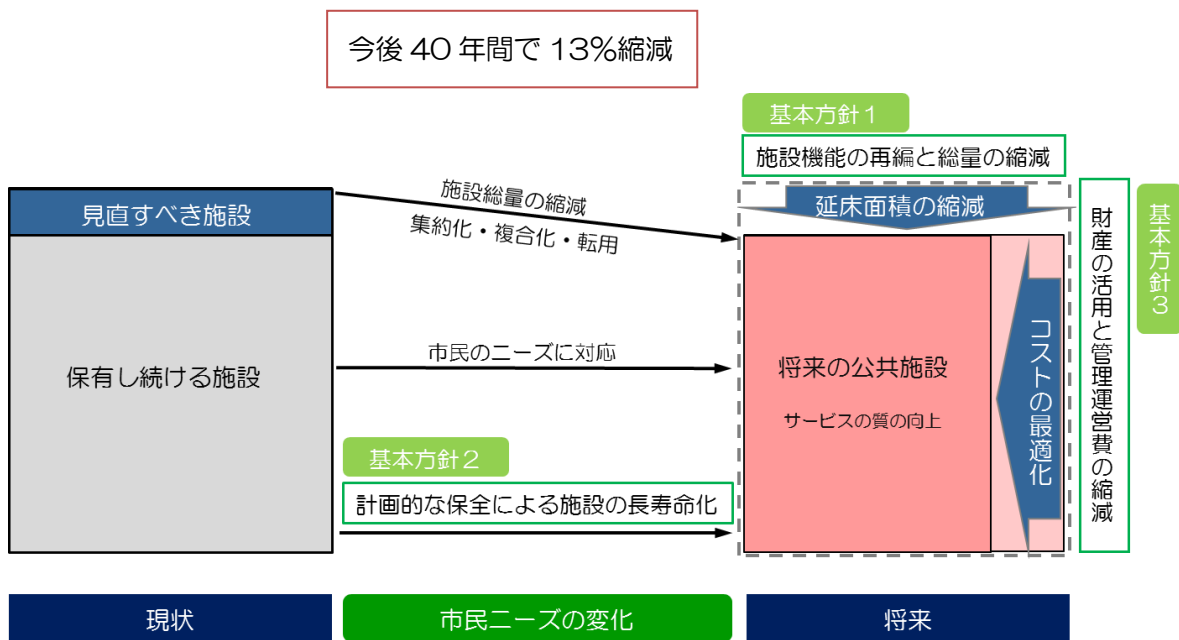 今後 40 年間で 13%縮減
基本方針1
施設機能の再編と総量の縮減
見直すべき施設
保有し続ける施設
施設総量の縮減
集約化・複合化・転用
市民のニーズに対応
基本方針2
計画的な保全による施設の長寿命化
延床面積の縮減
将来の公共施設
サービスの質の向上
コストの最適化
財産の活用と管理運営費の縮減
基本方針3
現状
市民ニーズの変化
将来